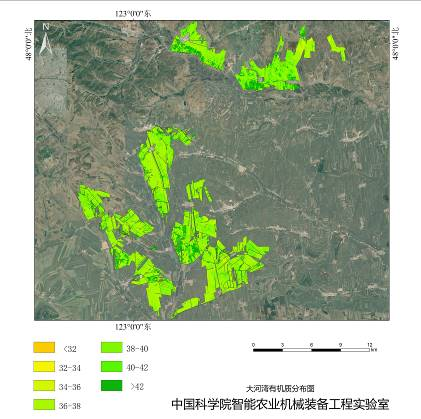 123°0'0"东
48°0'0"北
48°0'0"北
N
123°0'0"东
<32
32-34
34-36
36-38
38-40
40-42
>42
0 3 6 9 12
km
大河湾有机质分布图
中国科学院智能农业机械装备工程实验室